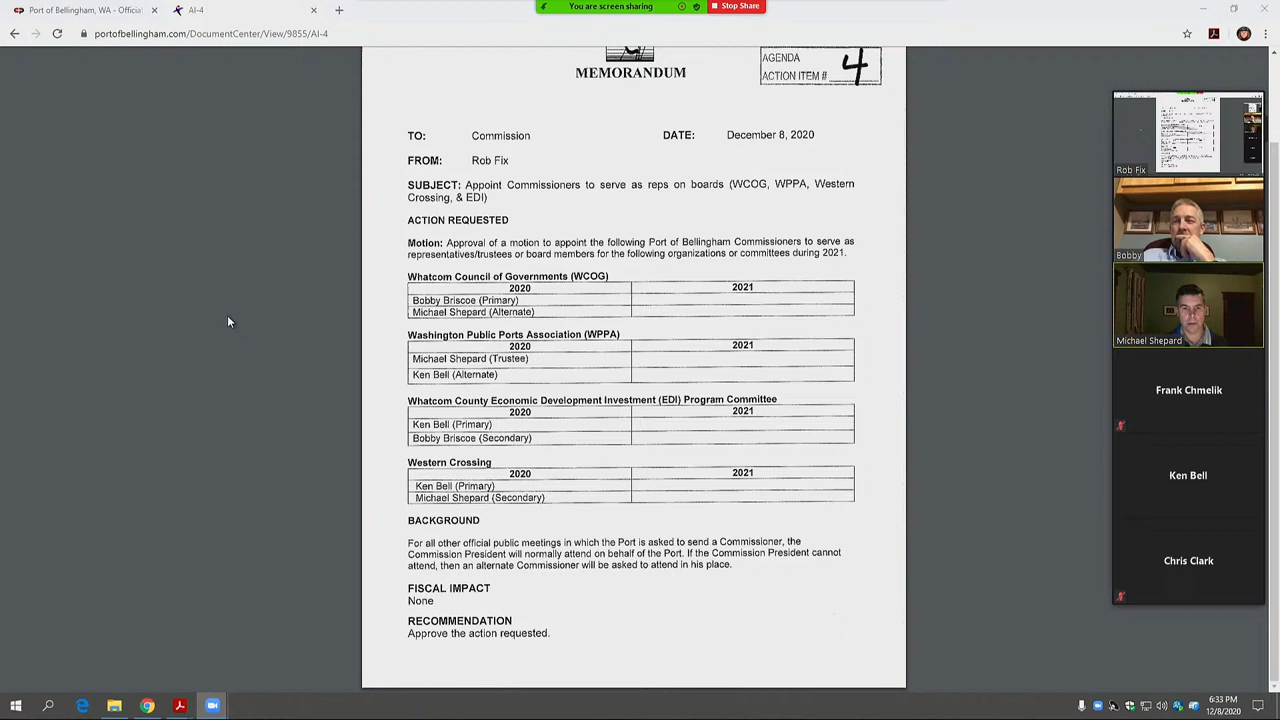 Port of Bellingham, WA - Official
AI-4
You are screen sharing
Stop Share
portofbellingham.com/DocumentCenter/View/9855/AI-4
MEMORANDUM
AGENDA
ACTION ITEM # 4
TO: Commission DATE: December 8, 2020
FROM: Rob Fix
SUBJECT: Appoint Commissioners to serve as reps on boards (WCOG, WPPA, Western
Crossing, & EDI)
ACTION REQUESTED
Motion: Approval of a motion to appoint the following Port of Bellingham Commissioners to serve as
representatives/trustees or board members for the following organizations or committees during 2021.
Whatcom Council of Governments (WCOG)
2020 2021
Bobby Briscoe (Primary)
Michael Shepard (Alternate)
Washington Public Ports Association (WPPA)
2020 2021
Michael Shepard (Trustee)
Ken Bell (Alternate)
Whatcom County Economic Development Investment (EDI) Program Committee
2020 2021
Ken Bell (Primary)
Bobby Briscoe (Secondary)
Western Crossing
2020 2021
Ken Bell (Primary)
Michael Shepard (Secondary)
BACKGROUND
For all other official public meetings in which the Port is asked to send a Commissioner, the
Commission President will normally attend on behalf of the Port. If the Commission President cannot
attend, then an alternate Commissioner will be asked to attend in his place.
FISCAL IMPACT
None
RECOMMENDATION
Approve the action requested.
Rob Fix
Bobby
Michael Shepard
Frank Chmelik
Ken Bell
Chris Clark
6:33 PM
12/8/2020